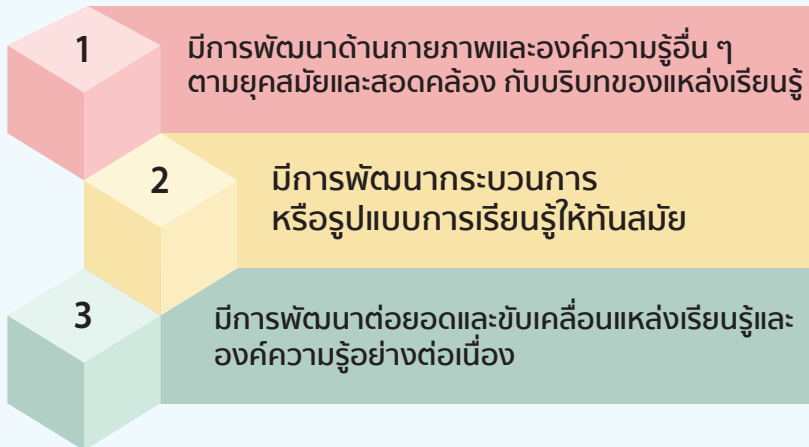 1
มีการพัฒนาด้านกายภาพและองค์ความรู้อื่น ๆ
ตามยุคสมัยและสอดคล้อง กับบริบทของแหล่งเรียนรู้
2
มีการพัฒนากระบวนการ
หรือรูปแบบการเรียนรู้ให้ทันสมัย
3
มีการพัฒนาต่อยอดและขับเคลื่อนแหล่งเรียนรู้และ
องค์ความรู้อย่างต่อเนื่อง